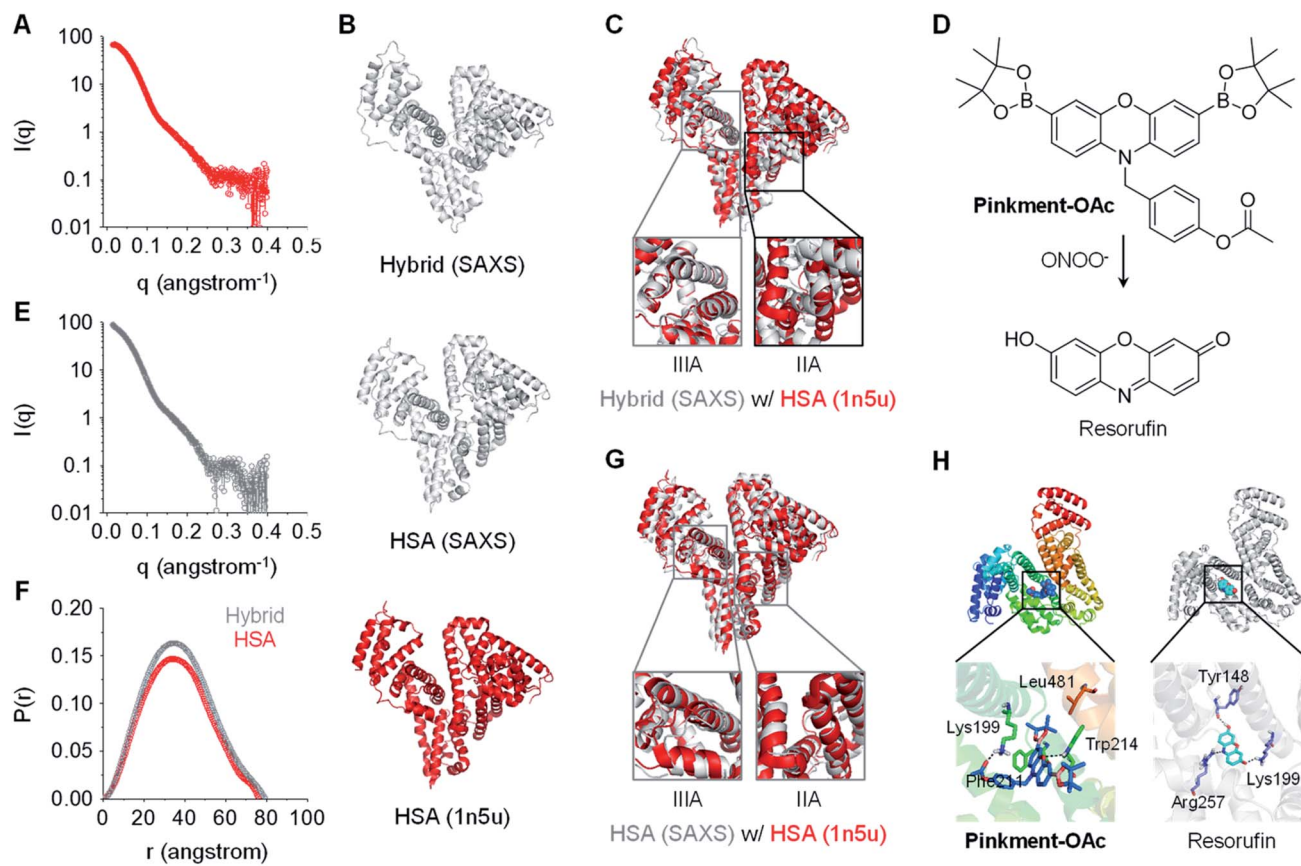 A
I(q)
100
10
1
0.1
0.01
0.0 0.1 0.2 0.3 0.4 0.5
q (angstrom⁻¹)
B
Hybrid (SAXS)
HSA (SAXS)
HSA (1n5u)
C
IIIA
IIA
Hybrid (SAXS) w/ HSA (1n5u)
D
O
O
B
O
B
O
O
N
O
O
Pinkment-OAc
ONOO⁻
HO
O
O
N
Resorufin
E
I(q)
100
10
1
0.1
0.01
0.0 0.1 0.2 0.3 0.4 0.5
q (angstrom⁻¹)
F
P(r)
0.20
0.15
0.10
0.05
0.00
Hybrid
HSA
0 20 40 60 80 100
r (angstrom)
G
IIIA
IIA
HSA (SAXS) w/ HSA (1n5u)
H
Leu481
Lys199
Trp214
Phe211
Pinkment-OAc
Tyr148
Lys199
Arg257
Resorufin